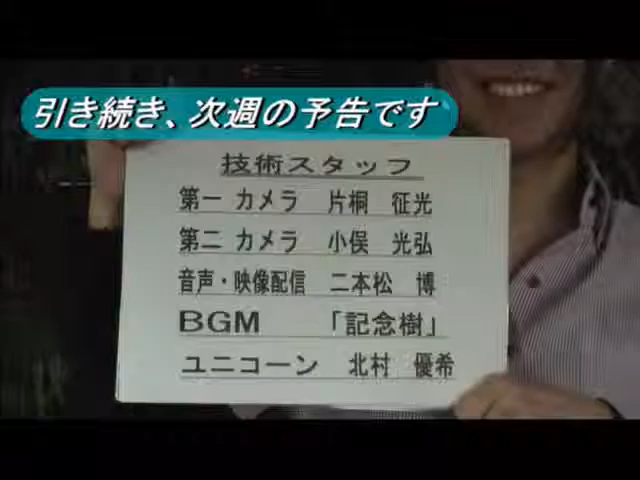 引き続き、次週の予告です
技術スタッフ
第一 カメラ 片桐 征光
第二 カメラ 小俣 光弘
音声・映像配信 二本松 博
BGM 「記念樹」
ユニコーン 北村 優希